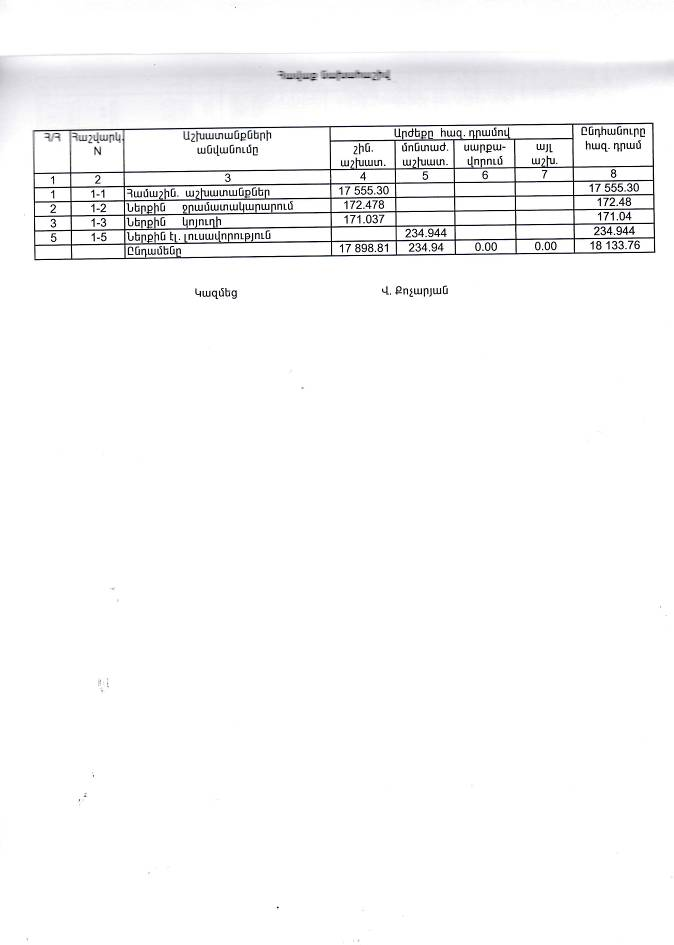 Հավաք նախահաշիվ
Հ/Հ Հաշվարկ. N Աշխատանքների անվանումը Արժեքը հազ. դրամով Ընդհանուրը հազ. դրամ
շին. աշխատ. մոնտաժ. աշխատ. սարքա-վորում այլ աշխ.
1 2 3 4 5 6 7 8
1 1-1 Համաշին. աշխատանքներ 17 555.30 17 555.30
2 1-2 Ներքին ջրամատակարարում 172.478 172.48
3 1-3 Ներքին կոյուղի 171.037 171.04
5 1-5 Ներքին էլ. լուսավորություն 234.944 234.944
Ընդամենը 17 898.81 234.94 0.00 0.00 18 133.76
Կազմեց Վ. Քոչարյան